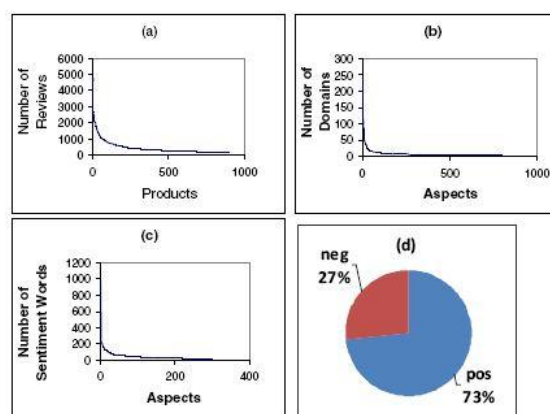 (a)
Number of
Reviews
6000
5000
4000
3000
2000
1000
0
0 500 1000
Products
(b)
Number of
Domains
300
250
200
150
100
50
0
0 500 1000
Aspects
(c)
Number of
Sentiment Words
1200
1000
800
600
400
200
0
0 200 400
Aspects
(d)
neg
27%
pos
73%